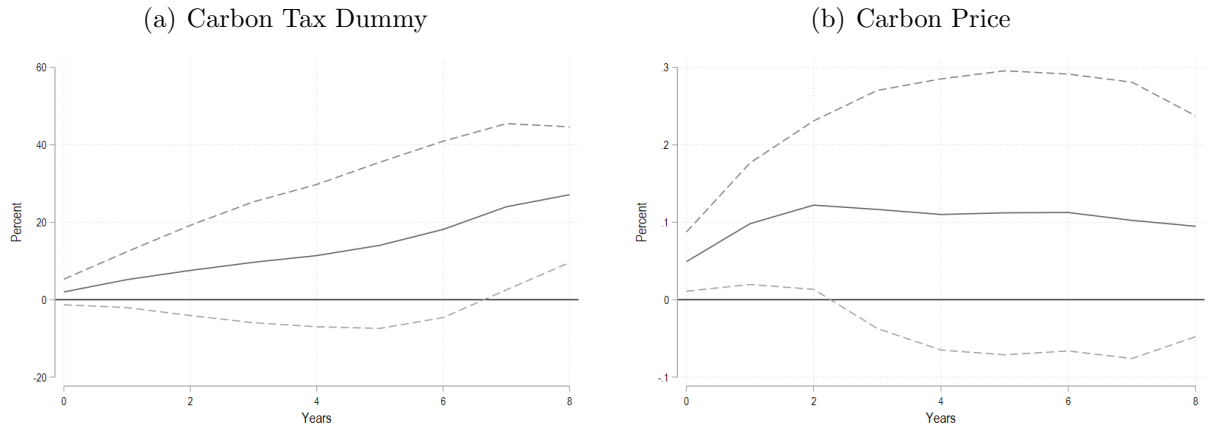 (a) Carbon Tax Dummy
60
40
20
0
-20
Percent
0 2 4 6 8
Years
(b) Carbon Price
.3
.2
.1
0
-.1
Percent
0 2 4 6 8
Years